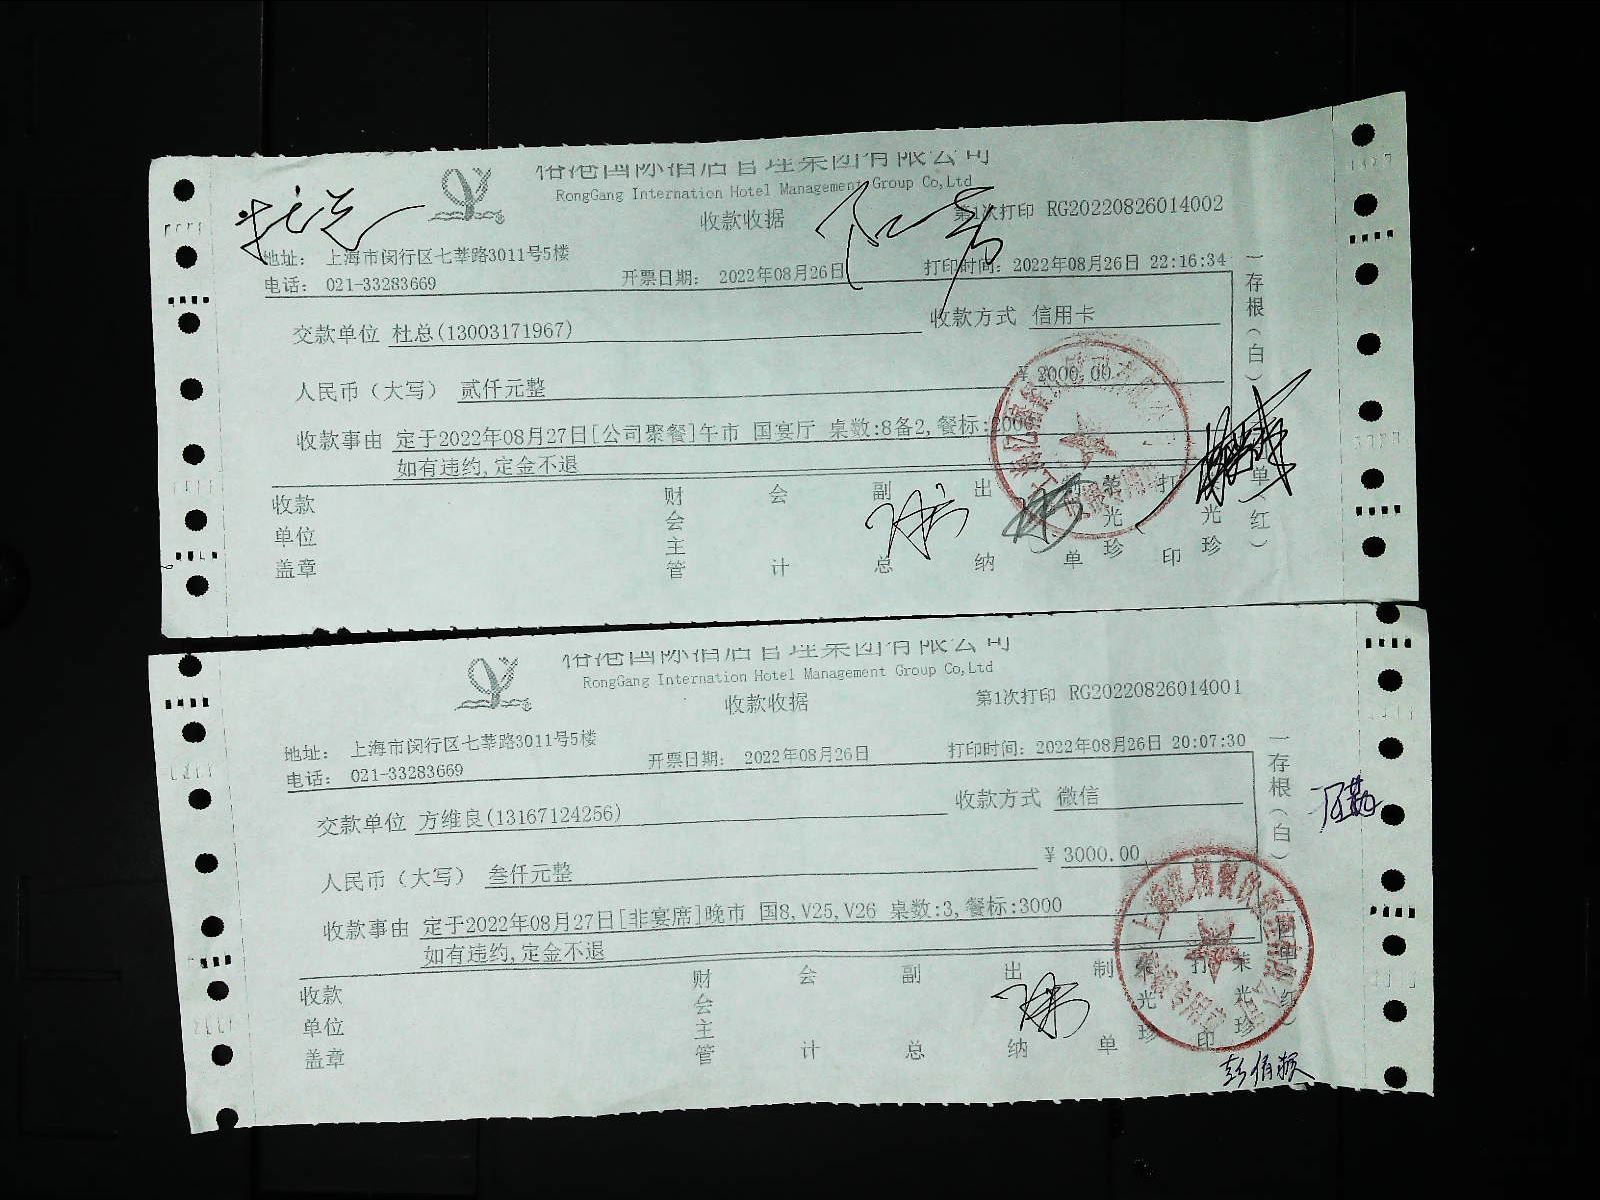 裕港国际酒店管理集团有限公司
RongGang Internation Hotel Management Group Co,Ltd
收款收据
第1次打印 RG20220826014002
地址: 上海市闵行区七莘路3011号5楼
电话: 021-33283669
开票日期: 2022年08月26日
打印时间: 2022年08月26日 22:16:34
交款单位 杜总(13003171967)
收款方式 信用卡
人民币（大写） 贰仟元整
￥2000.00
收款事由 定于2022年08月27日[公司聚餐]午市 国宴厅 桌数:8备2,餐标:2000
如有违约,定金不退
收款单位盖章
财会主管
会计
副总
出纳
制单
荣光珍
打印
光珍
一存根（白）
单（红）
裕港国际酒店管理集团有限公司
RongGang Internation Hotel Management Group Co,Ltd
收款收据
第1次打印 RG20220826014001
地址: 上海市闵行区七莘路3011号5楼
电话: 021-33283669
开票日期: 2022年08月26日
打印时间: 2022年08月26日 20:07:30
交款单位 方维良(13167124256)
收款方式 微信
人民币（大写） 叁仟元整
￥3000.00
收款事由 定于2022年08月27日[非宴席]晚市 国8,V25,V26 桌数:3,餐标:3000
如有违约,定金不退
收款单位盖章
财会主管
会计
副总
出纳
制单
荣光珍
打印
荣光珍
一存根（白）